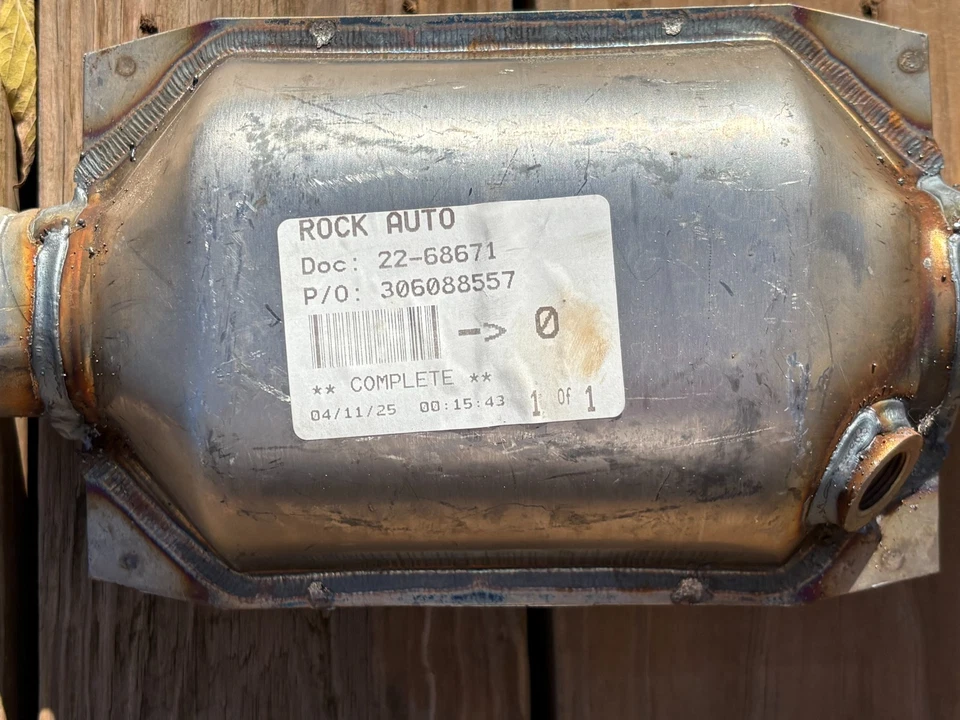 ROCK AUTO
Doc: 22-68671
P/O: 306088557
-> 0
** COMPLETE **
04/11/25 00:15:43 1 of 1